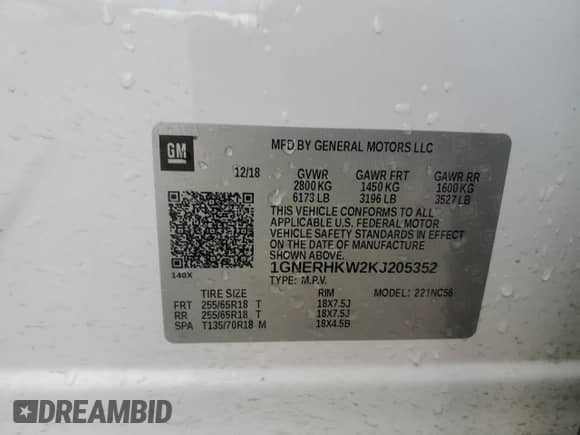 GM
MFD BY GENERAL MOTORS LLC
12/18 GVWR GAWR FRT GAWR RR
2800 KG 1450 KG 1600 KG
6173 LB 3196 LB 3527 LB
THIS VEHICLE CONFORMS TO ALL
APPLICABLE U.S. FEDERAL MOTOR
VEHICLE SAFETY STANDARDS IN
EFFECT ON THE DATE OF MANUFACTURE
SHOWN ABOVE.
140X
1GNERHKW2KJ205352
TYPE: M.P.V.
TIRE SIZE RIM MODEL: 221NC56
FRT 255/65R18 T 18X7.5J
RR 255/65R18 T 18X7.5J
SPA T135/70R18 M 18X4.5B
DREAMBID